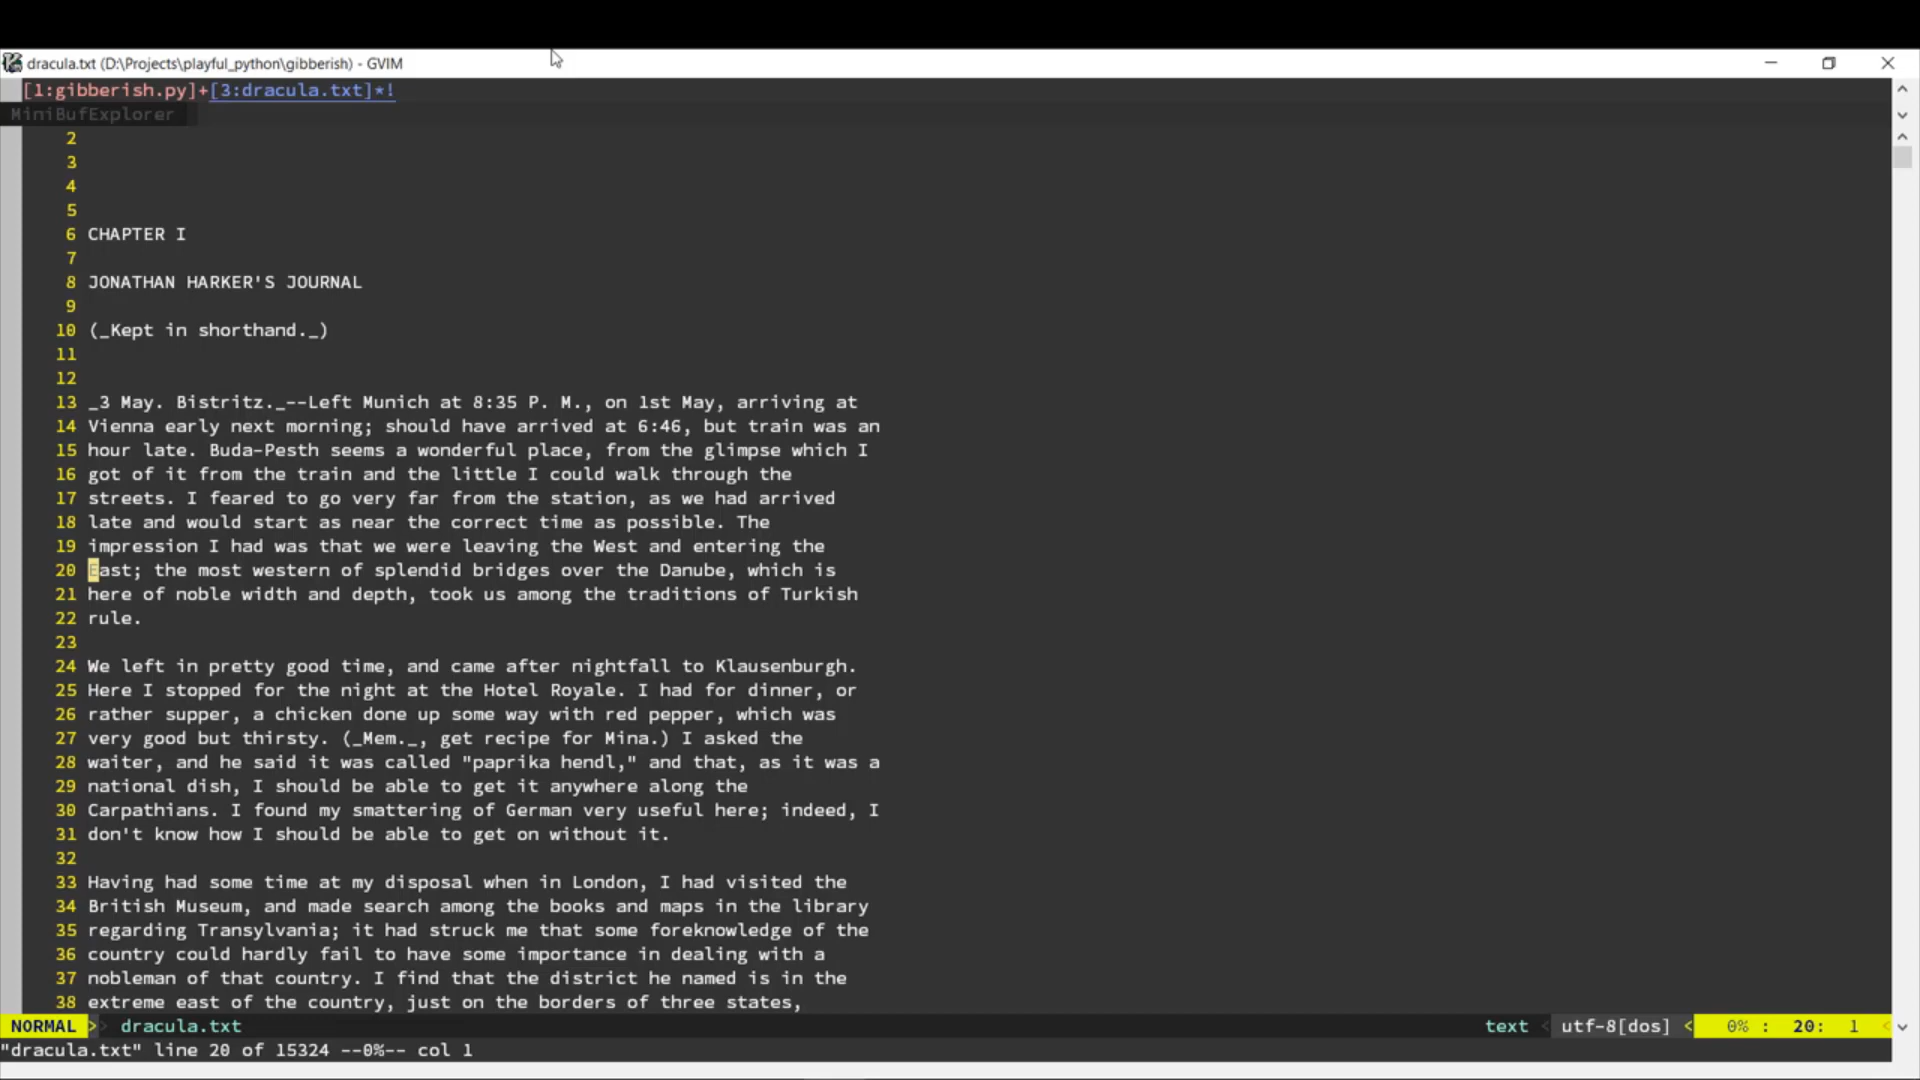 dracula.txt (D:\Projects\playful_python\gibberish) - GVIM
[1:gibberish.py]+[3:dracula.txt]*!
MiniBufExplorer
2
3
4
5
6 CHAPTER I
7
8 JONATHAN HARKER'S JOURNAL
9
10 (_Kept in shorthand._)
11
12
13 _3 May. Bistritz._--Left Munich at 8:35 P. M., on 1st May, arriving at
14 Vienna early next morning; should have arrived at 6:46, but train was an
15 hour late. Buda-Pesth seems a wonderful place, from the glimpse which I
16 got of it from the train and the little I could walk through the
17 streets. I feared to go very far from the station, as we had arrived
18 late and would start as near the correct time as possible. The
19 impression I had was that we were leaving the West and entering the
20 East; the most western of splendid bridges over the Danube, which is
21 here of noble width and depth, took us among the traditions of Turkish
22 rule.
23
24 We left in pretty good time, and came after nightfall to Klausenburgh.
25 Here I stopped for the night at the Hotel Royale. I had for dinner, or
26 rather supper, a chicken done up some way with red pepper, which was
27 very good but thirsty. (_Mem._, get recipe for Mina.) I asked the
28 waiter, and he said it was called "paprika hendl," and that, as it was a
29 national dish, I should be able to get it anywhere along the
30 Carpathians. I found my smattering of German very useful here; indeed, I
31 don't know how I should be able to get on without it.
32
33 Having had some time at my disposal when in London, I had visited the
34 British Museum, and made search among the books and maps in the library
35 regarding Transylvania; it had struck me that some foreknowledge of the
36 country could hardly fail to have some importance in dealing with a
37 nobleman of that country. I find that the district he named is in the
38 extreme east of the country, just on the borders of three states,
NORMAL > dracula.txt text < utf-8[dos] < 0% : 20: 1 <
"dracula.txt" line 20 of 15324 --0%-- col 1